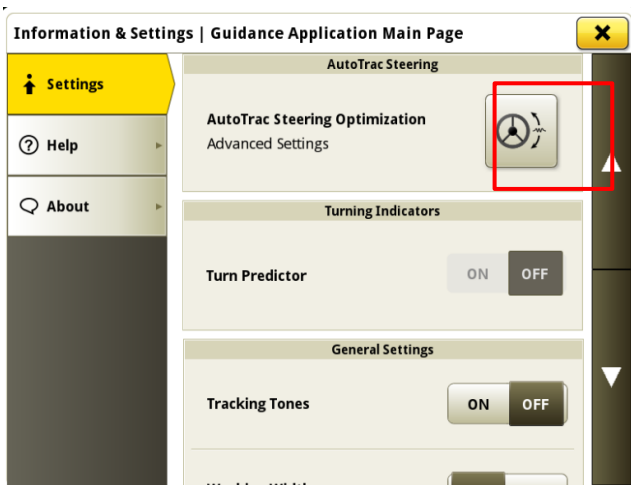 Information & Settings | Guidance Application Main Page
Settings
Help
About
AutoTrac Steering
AutoTrac Steering Optimization
Advanced Settings
Turning Indicators
Turn Predictor
ON OFF
General Settings
Tracking Tones
ON OFF